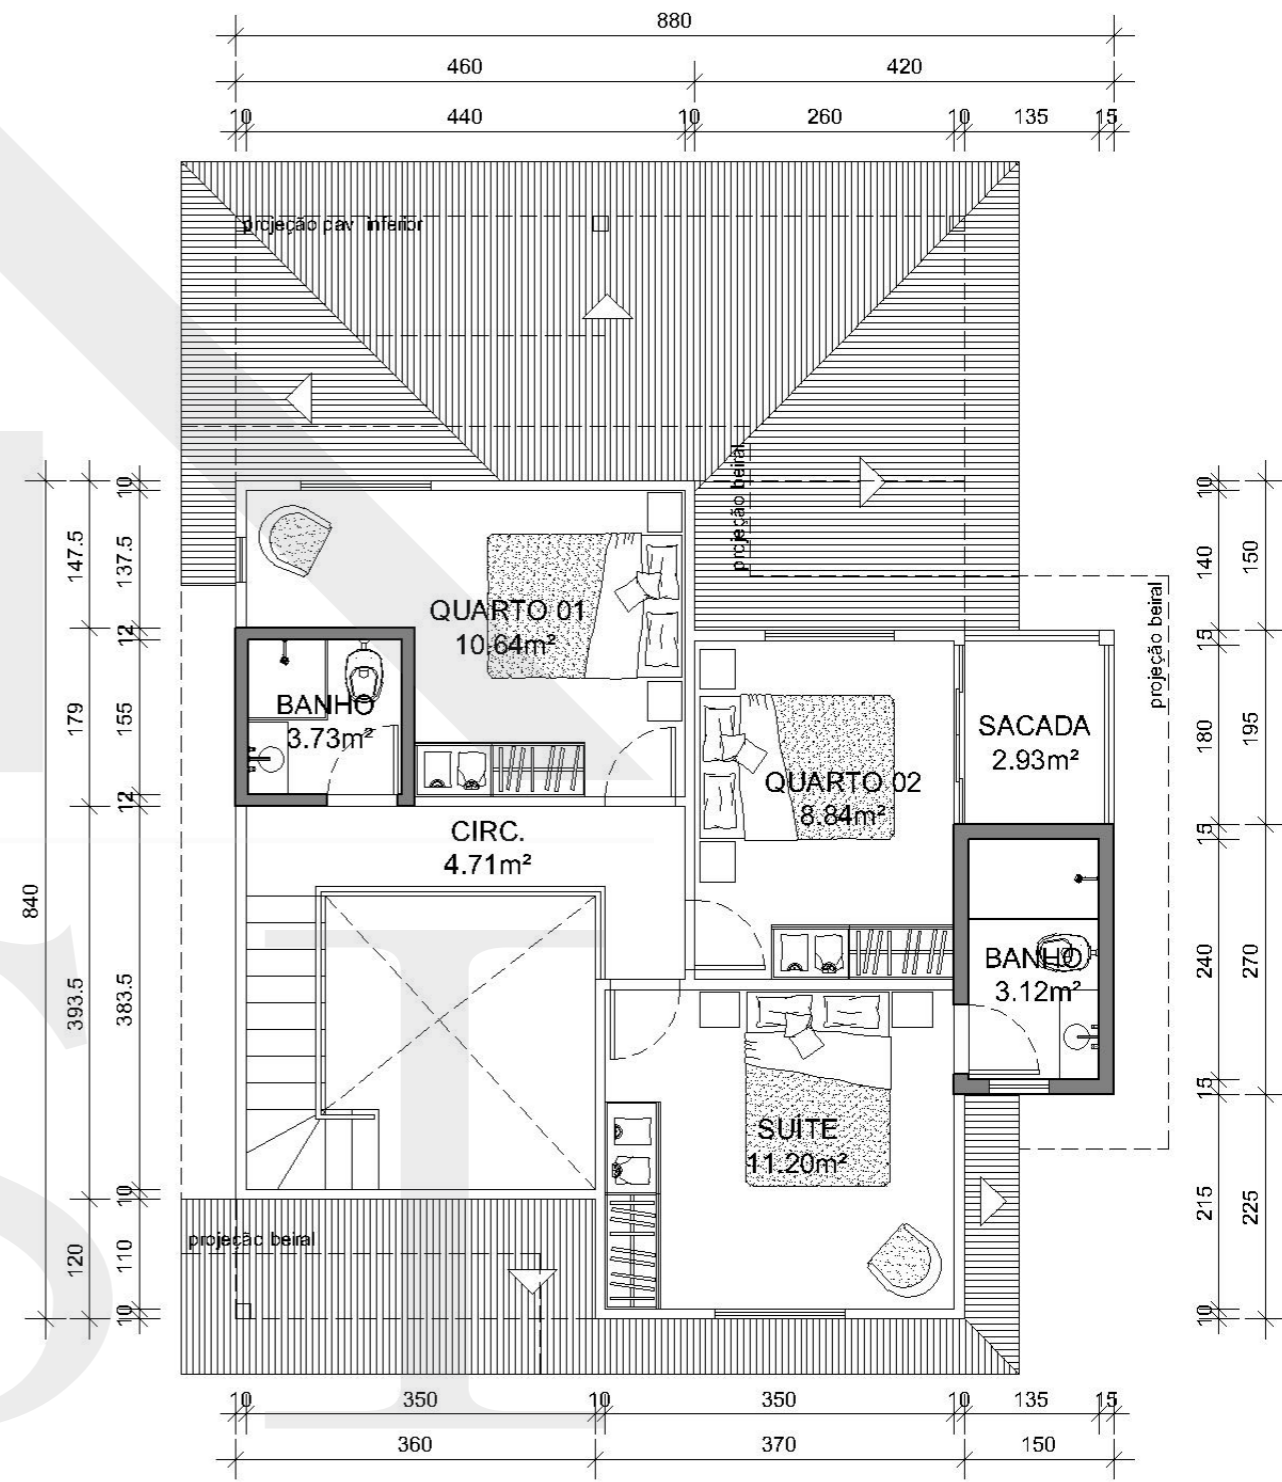 880
460 420
10 440 10 260 10 135 15
projeção pav inferior
projeção beiral
projeção beiral
QUARTO 01
10.64m²
BANHO
3.73m²
SACADA
2.93m²
QUARTO 02
8.84m²
CIRC.
4.71m²
BANHO
3.12m²
SUÍTE
11.20m²
projeção beiral
840
147.5
179
393.5
120
10
137.5
12
155
12
383.5
10
110
10
10
140
15
180
15
240
15
215
10
150
195
270
225
10 350 10 350 10 135 15
360 370 150